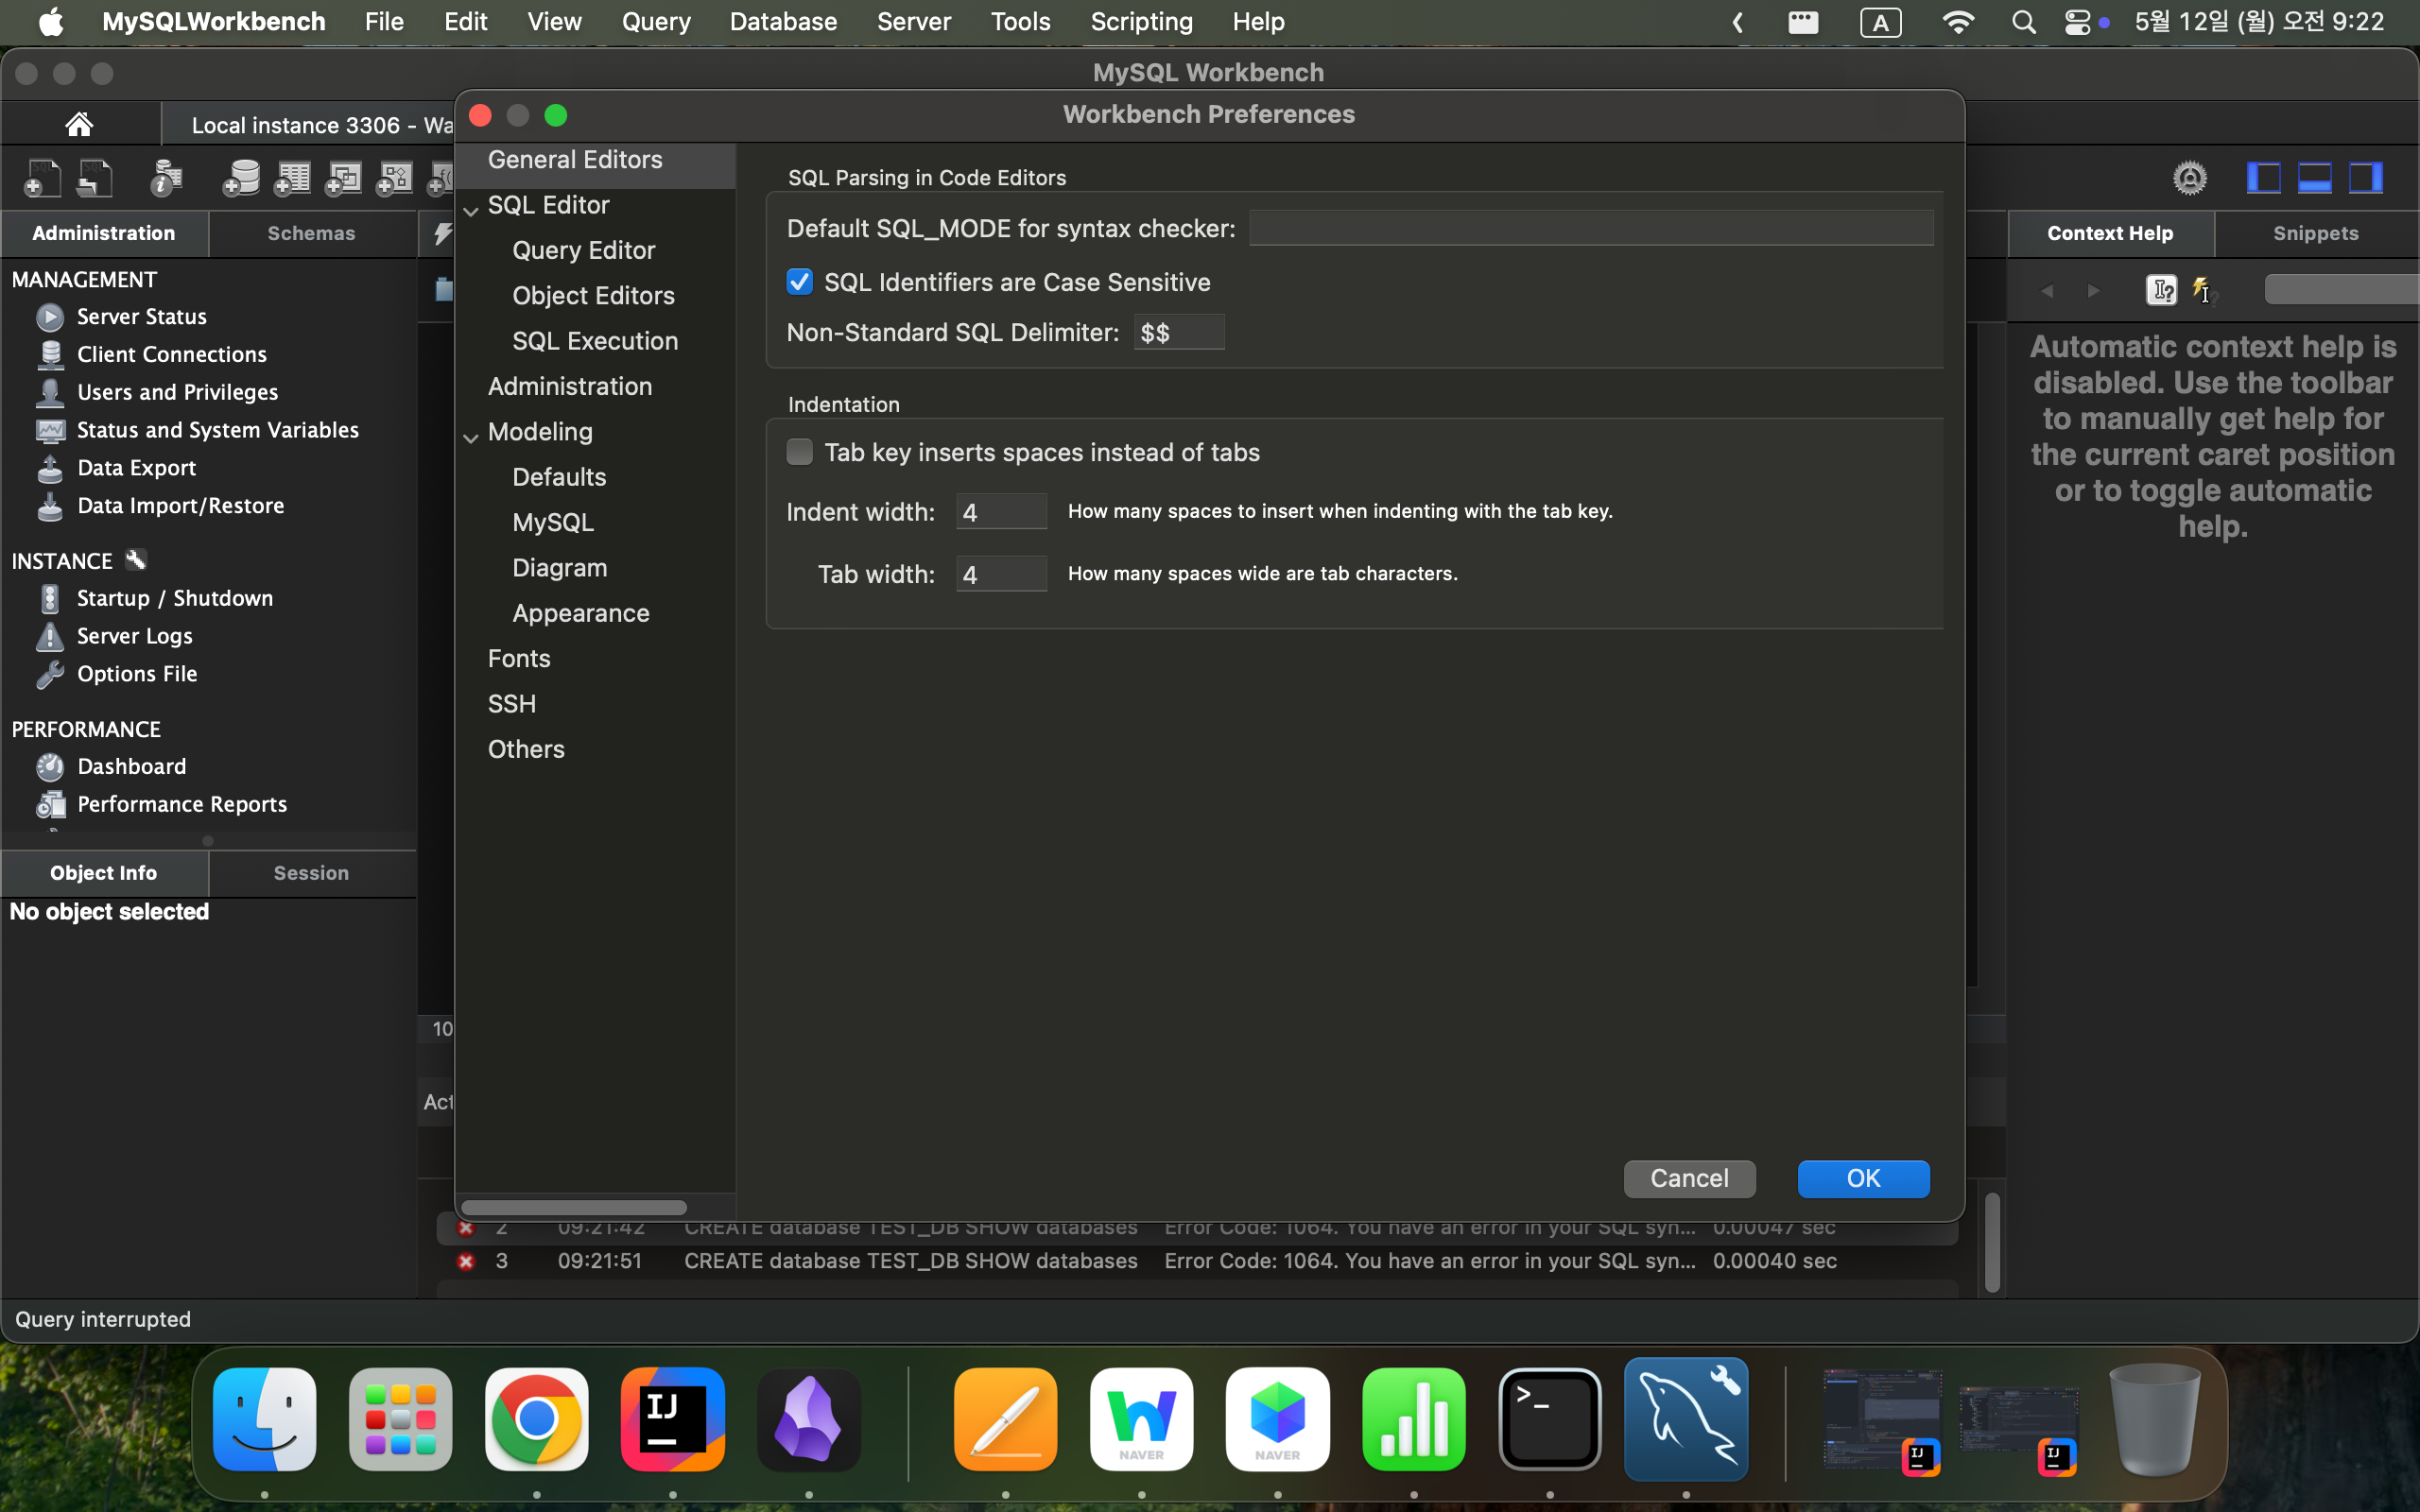 MySQLWorkbench File Edit View Query Database Server Tools Scripting Help A 5월 12일 (월) 오전 9:22
MySQL Workbench
Local instance 3306 - Wa
Workbench Preferences
Administration Schemas
MANAGEMENT
Server Status
Client Connections
Users and Privileges
Status and System Variables
Data Export
Data Import/Restore
INSTANCE
Startup / Shutdown
Server Logs
Options File
PERFORMANCE
Dashboard
Performance Reports
Object Info Session
No object selected
General Editors
SQL Editor
Query Editor
Object Editors
SQL Execution
Administration
Modeling
Defaults
MySQL
Diagram
Appearance
Fonts
SSH
Others
SQL Parsing in Code Editors
Default SQL_MODE for syntax checker:
SQL Identifiers are Case Sensitive
Non-Standard SQL Delimiter: $$
Indentation
Tab key inserts spaces instead of tabs
Indent width: 4 How many spaces to insert when indenting with the tab key.
Tab width: 4 How many spaces wide are tab characters.
Cancel OK
Context Help Snippets
Automatic context help is
disabled. Use the toolbar
to manually get help for
the current caret position
or to toggle automatic
help.
10
Act
2 09:21:42 CREATE database TEST_DB SHOW databases Error Code: 1064. You have an error in your SQL syn... 0.00047 sec
3 09:21:51 CREATE database TEST_DB SHOW databases Error Code: 1064. You have an error in your SQL syn... 0.00040 sec
Query interrupted
IJ
NAVER
NAVER
IJ
IJ